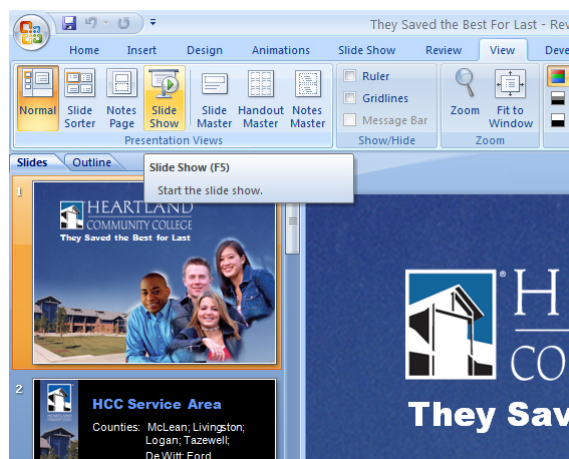 They Saved the Best For Last - Rev
Home Insert Design Animations Slide Show Review View Deve
Normal Slide Sorter Notes Page Slide Show Slide Master Handout Master Notes Master
Ruler
Gridlines
Message Bar
Zoom Fit to Window
Presentation Views Show/Hide Zoom
Slides Outline
Slide Show (F5)
Start the slide show.
1
HEARTLAND
COMMUNITY COLLEGE
They Saved the Best for Last
2
HEARTLAND
HCC Service Area
Counties: McLean; Livingston;
Logan; Tazewell;
De Witt; Ford
H
CO
They Sav